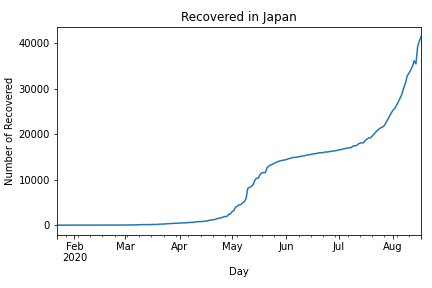 Recovered in Japan
Number of Recovered
40000
30000
20000
10000
0
Feb Mar Apr May Jun Jul Aug
2020
Day